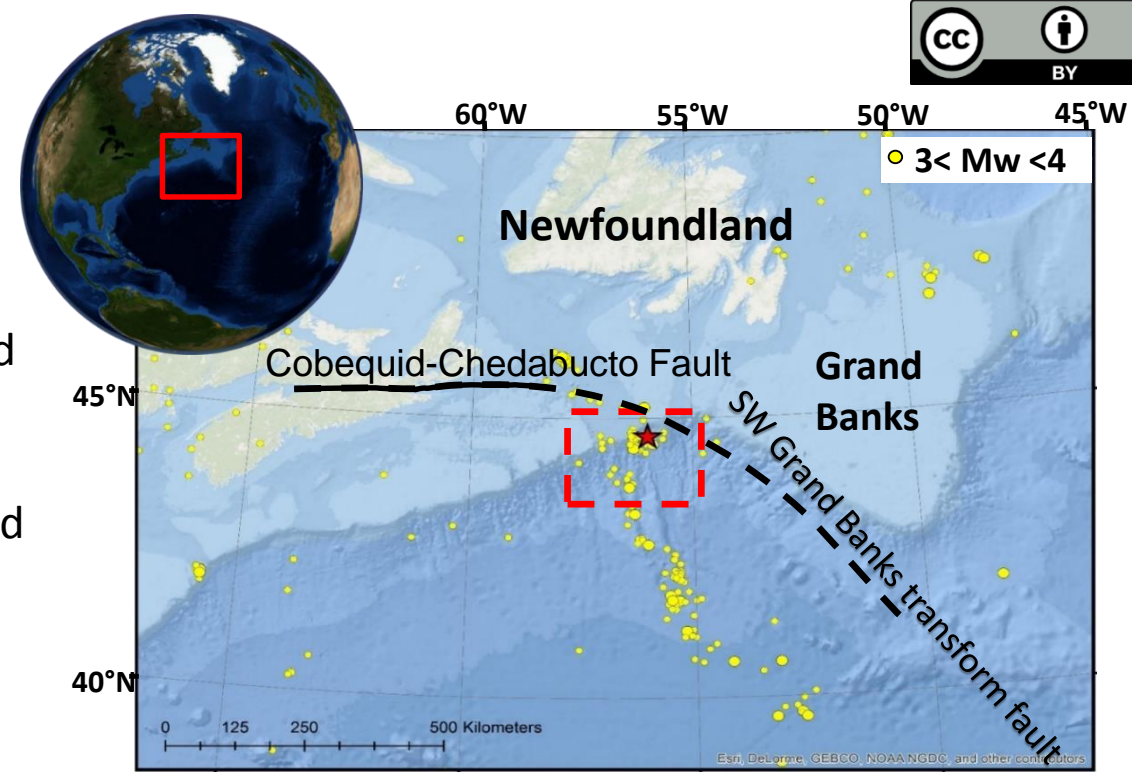 cc
BY
60°W
55°W
50°W
45°W
3< Mw <4
Newfoundland
d
Cobequid-Chedabucto Fault
Grand
Banks
45°N
SW Grand Banks transform fault
d
40°N
0 125 250 500 Kilometers
Esri, DeLorme, GEBCO, NOAA NGDC, and other contributors